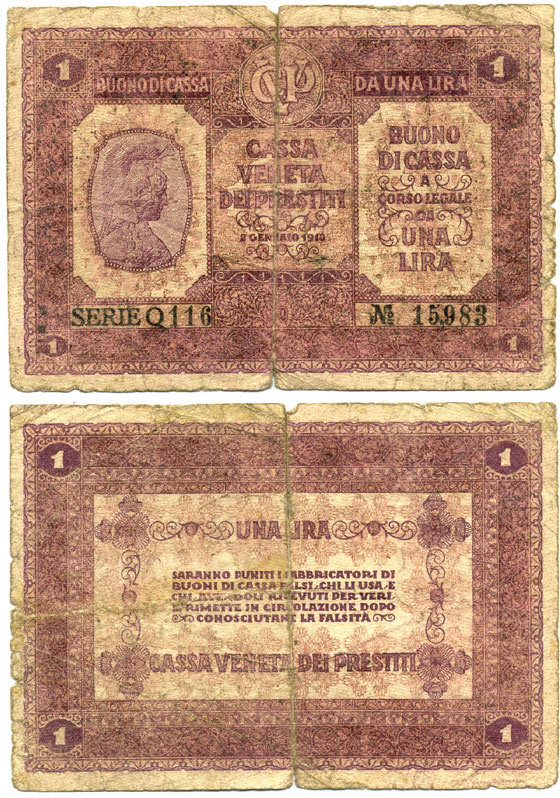 1
1
BUONO DI CASSA
DA UNA LIRA
CASSA
VENETA
DEI PRESTITI
2 GENNAIO 1918
BUONO
DI CASSA
A
CORSO LEGALE
DA
UNA
LIRA
SERIE Q116
№ 15983
1
1
1
1
UNA LIRA
SARANNO PUNITI I FABBRICATORI DI
BUONI DI CASSA FALSI, CHI LI USA E
CHI AVENDOLI RICEVUTI PER VERI
E RIMETTE IN CIRCOLAZIONE DOPO
CONOSCIUTANE LA FALSITÀ
CASSA VENETA DEI PRESTITI
1
1